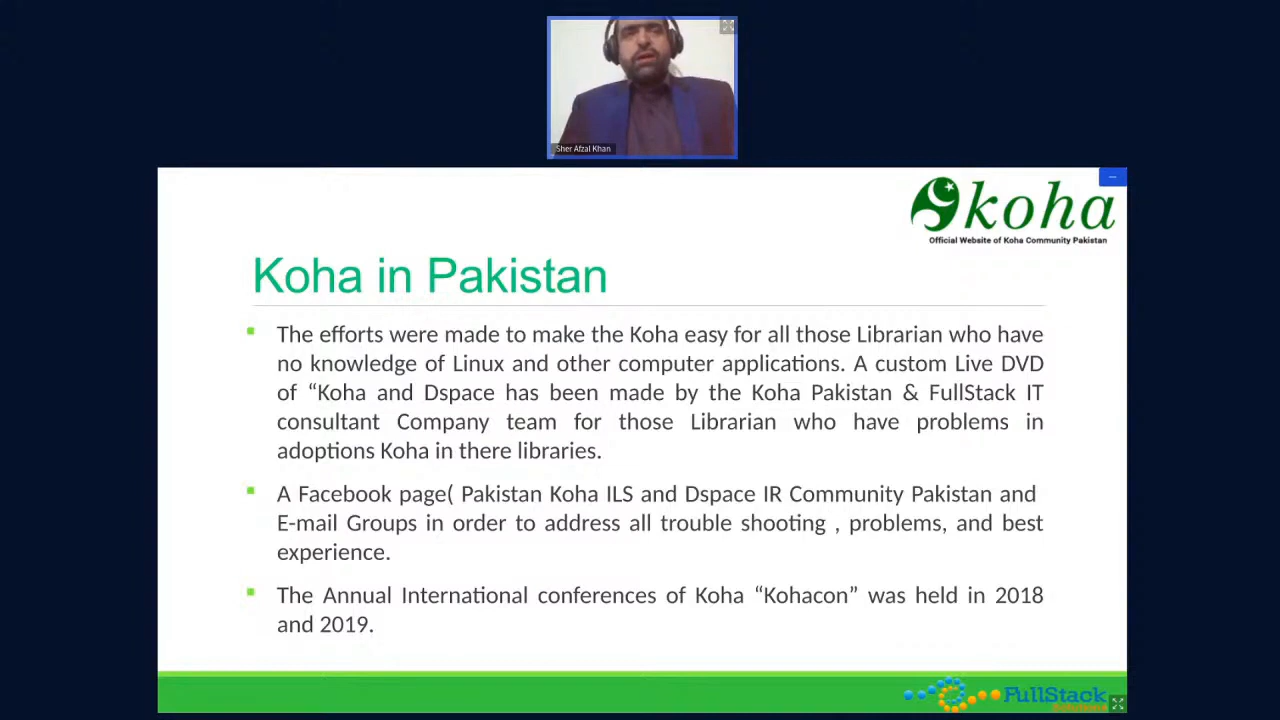 Sher Afzal Khan
koha
Official Website of Koha Community Pakistan
Koha in Pakistan
The efforts were made to make the Koha easy for all those Librarian who have
no knowledge of Linux and other computer applications. A custom Live DVD
of “Koha and Dspace has been made by the Koha Pakistan & FullStack IT
consultant Company team for those Librarian who have problems in
adoptions Koha in there libraries.
A Facebook page( Pakistan Koha ILS and Dspace IR Community Pakistan and
E-mail Groups in order to address all trouble shooting , problems, and best
experience.
The Annual International conferences of Koha “Kohacon” was held in 2018
and 2019.
FullStack
Solutions